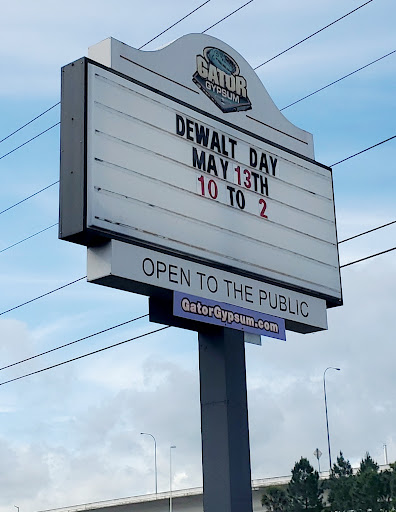 GATOR
GYPSUM
DEWALT DAY
MAY 13TH
10 TO 2
OPEN TO THE PUBLIC
GatorGypsum.com